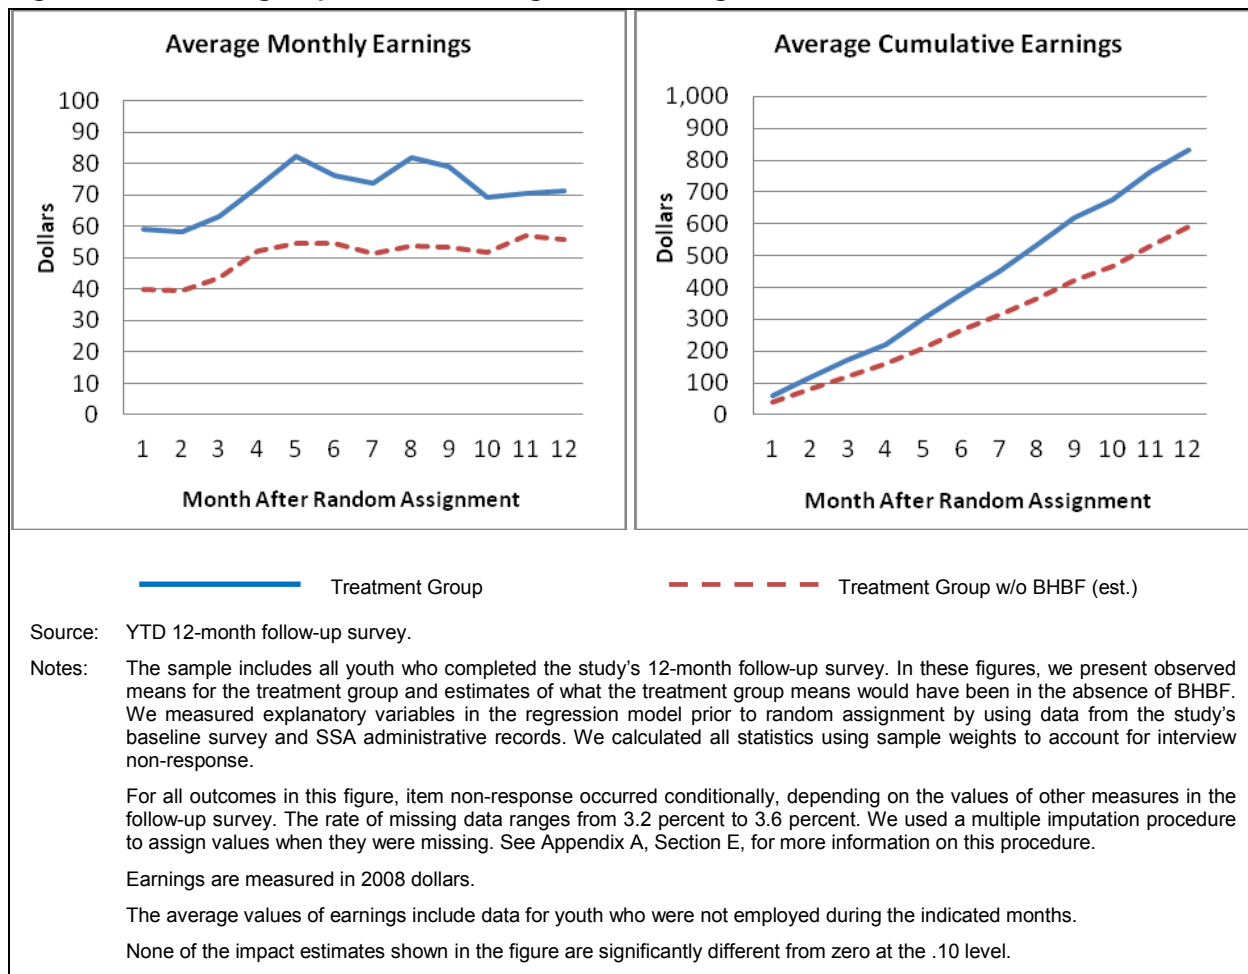 Average Monthly Earnings
100
90
80
70
60
50
40
30
20
10
0
Dollars
1 2 3 4 5 6 7 8 9 10 11 12
Month After Random Assignment
Average Cumulative Earnings
1,000
900
800
700
600
500
400
300
200
100
0
Dollars
1 2 3 4 5 6 7 8 9 10 11 12
Month After Random Assignment
Treatment Group
Treatment Group w/o BHBF (est.)
Source: YTD 12-month follow-up survey.
Notes: The sample includes all youth who completed the study's 12-month follow-up survey. In these figures, we present observed
means for the treatment group and estimates of what the treatment group means would have been in the absence of BHBF.
We measured explanatory variables in the regression model prior to random assignment by using data from the study's
baseline survey and SSA administrative records. We calculated all statistics using sample weights to account for interview
non-response.
For all outcomes in this figure, item non-response occurred conditionally, depending on the values of other measures in the
follow-up survey. The rate of missing data ranges from 3.2 percent to 3.6 percent. We used a multiple imputation procedure
to assign values when they were missing. See Appendix A, Section E, for more information on this procedure.
Earnings are measured in 2008 dollars.
The average values of earnings include data for youth who were not employed during the indicated months.
None of the impact estimates shown in the figure are significantly different from zero at the .10 level.